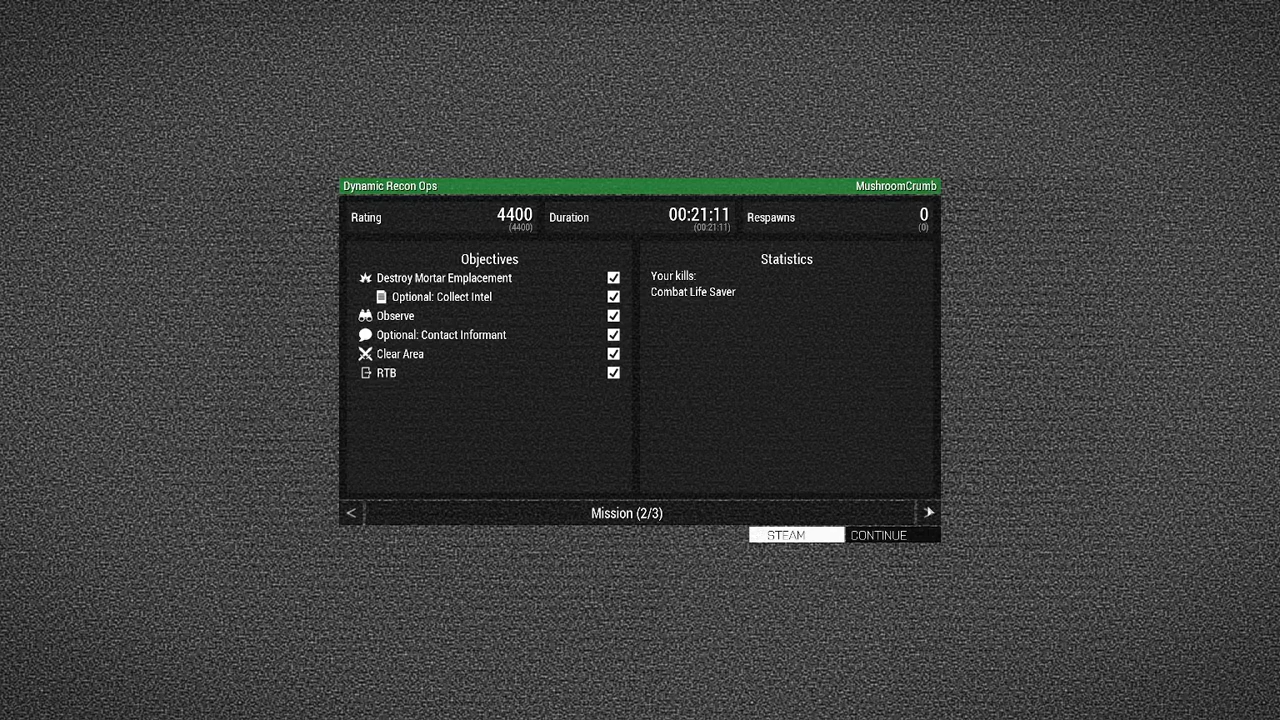 Dynamic Recon Ops MushroomCrumb
Rating 4400 Duration 00:21:11 Respawns 0
(4400) (00:21:11) (0)
Objectives
Destroy Mortar Emplacement
Optional: Collect Intel
Observe
Optional: Contact Informant
Clear Area
RTB
Statistics
Your kills:
Combat Life Saver
< Mission (2/3)
STEAM CONTINUE